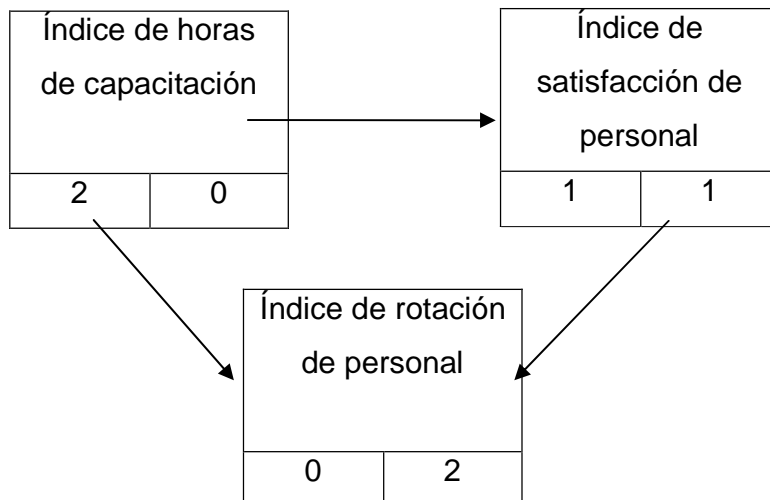 Índice de horas
de capacitación
2 0
Índice de
satisfacción de
personal
1 1
Índice de rotación
de personal
0 2